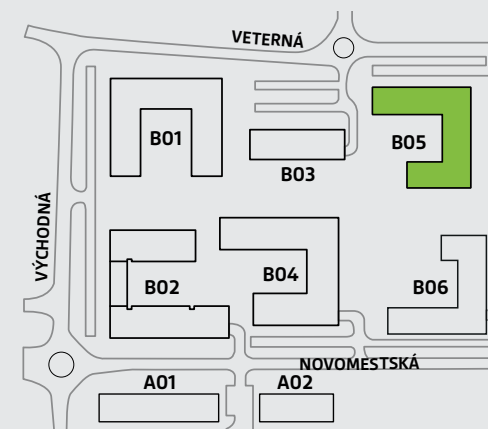 VETERNÁ
B01
B05
B03
VÝCHODNÁ
B02
B04
B06
NOVOMESTSKÁ
A01
A02